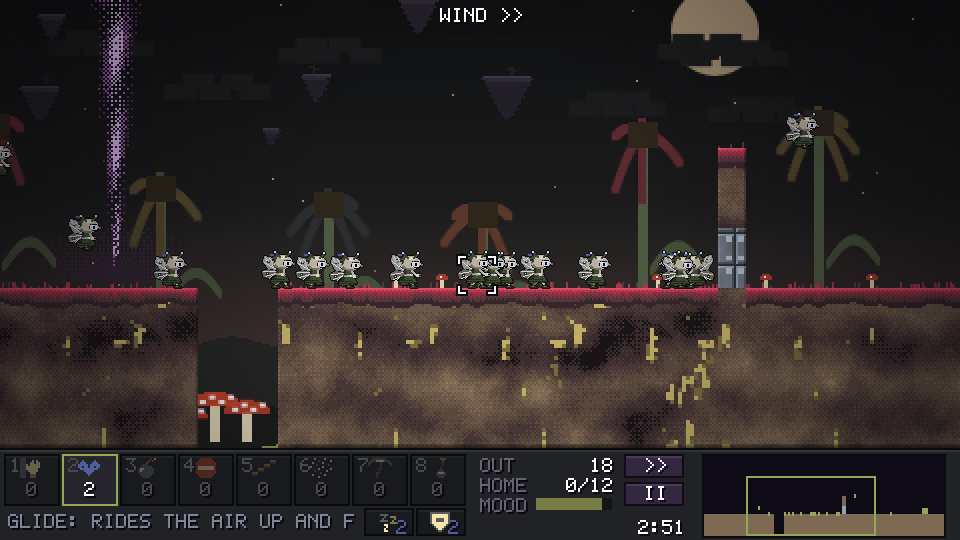 WIND >>
1 2 3 4 5 6 7 8
0 2 0 0 0 0 0 0
GLIDE: RIDES THE AIR UP AND F
zzz 2 2
OUT 18
HOME 0/12
MOOD
>>
II
2:51